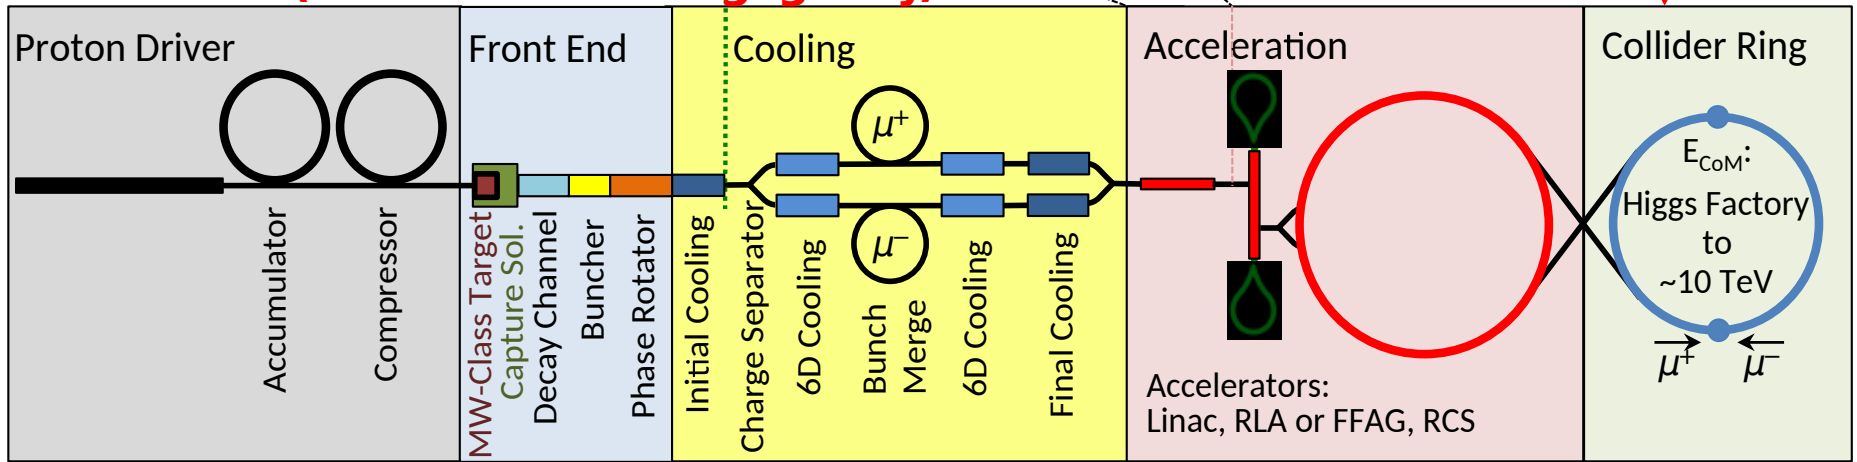 Proton Driver
Accumulator
Compressor
Front End
MW-Class Target
Capture Sol.
Decay Channel
Buncher
Phase Rotator
Cooling
Initial Cooling
Charge Separator
6D Cooling
μ+
μ−
Bunch
Merge
6D Cooling
Final Cooling
Acceleration
Accelerators:
Linac, RLA or FFAG, RCS
Collider Ring
ECoM:
Higgs Factory
to
~10 TeV
μ+ μ−